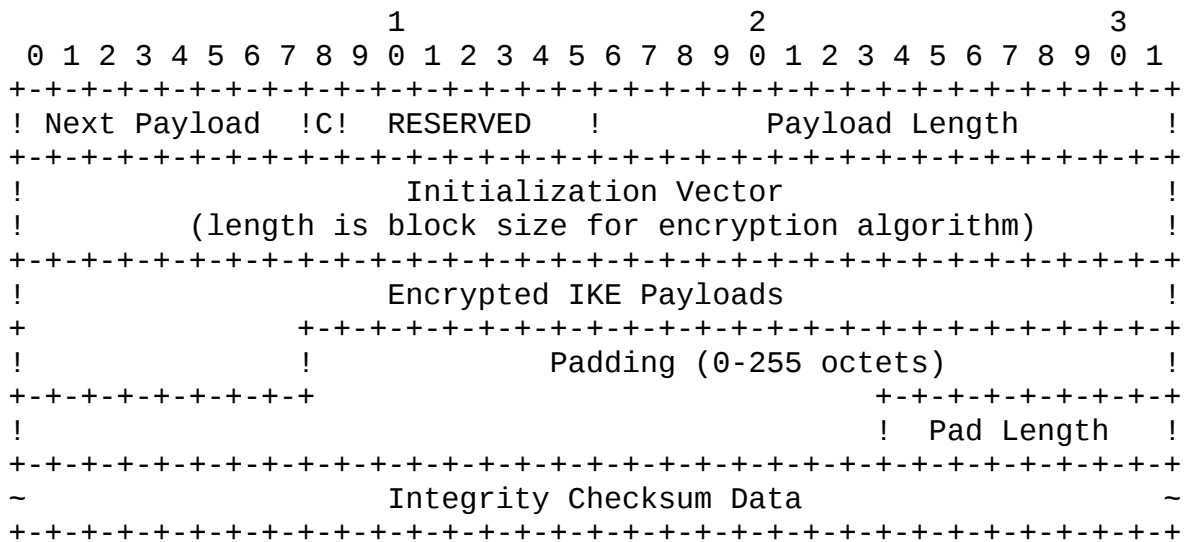 1                   2                   3
 0 1 2 3 4 5 6 7 8 9 0 1 2 3 4 5 6 7 8 9 0 1 2 3 4 5 6 7 8 9 0 1
+-+-+-+-+-+-+-+-+-+-+-+-+-+-+-+-+-+-+-+-+-+-+-+-+-+-+-+-+-+-+-+-+
! Next Payload  !C!  RESERVED   !         Payload Length        !
+-+-+-+-+-+-+-+-+-+-+-+-+-+-+-+-+-+-+-+-+-+-+-+-+-+-+-+-+-+-+-+-+
!                     Initialization Vector                     !
!         (length is block size for encryption algorithm)       !
+-+-+-+-+-+-+-+-+-+-+-+-+-+-+-+-+-+-+-+-+-+-+-+-+-+-+-+-+-+-+-+-+
!                    Encrypted IKE Payloads                     !
+               +-+-+-+-+-+-+-+-+-+-+-+-+-+-+-+-+-+-+-+-+-+-+-+-+
!               !             Padding (0-255 octets)            !
+-+-+-+-+-+-+-+-+                               +-+-+-+-+-+-+-+-+
!                                               !  Pad Length   !
+-+-+-+-+-+-+-+-+-+-+-+-+-+-+-+-+-+-+-+-+-+-+-+-+-+-+-+-+-+-+-+-+
~                    Integrity Checksum Data                    ~
+-+-+-+-+-+-+-+-+-+-+-+-+-+-+-+-+-+-+-+-+-+-+-+-+-+-+-+-+-+-+-+-+